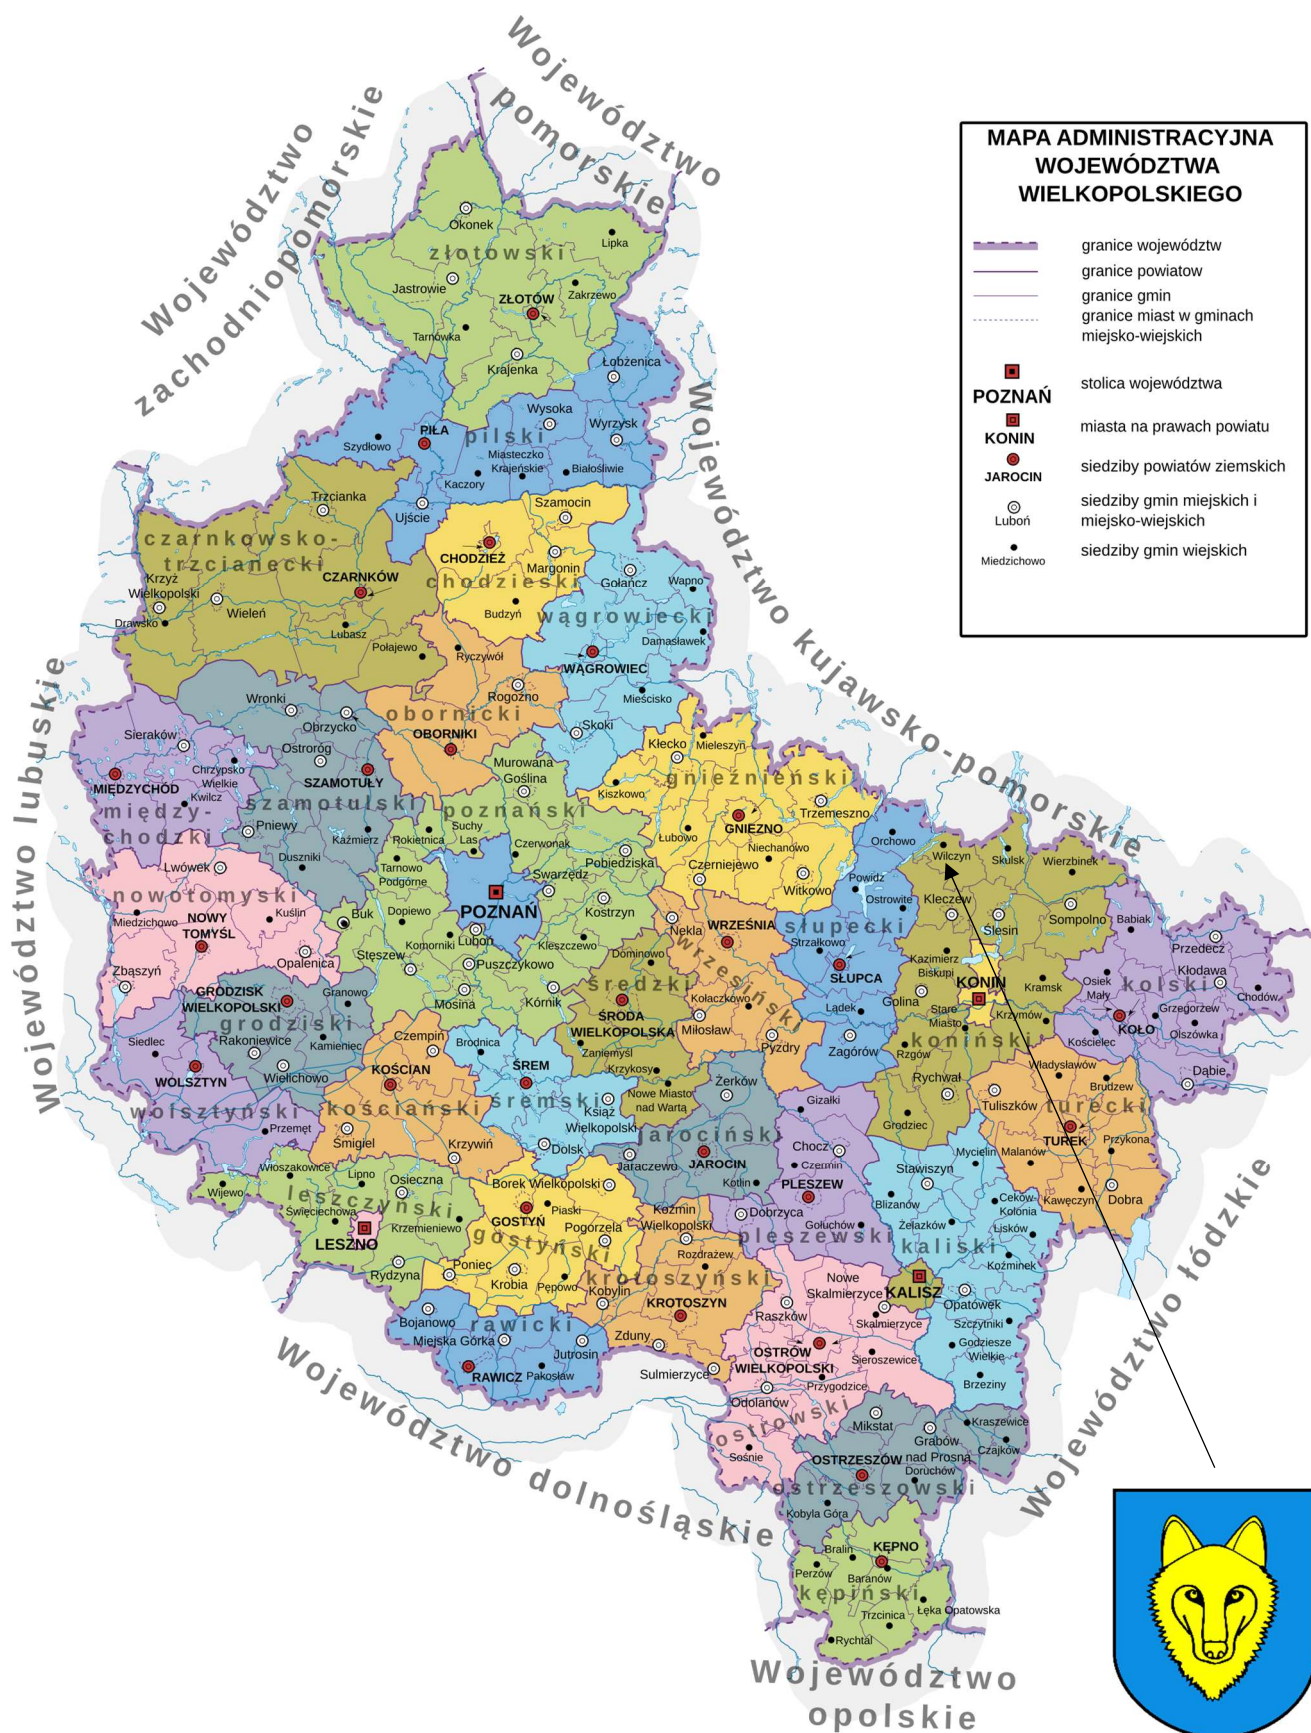 Województwo
pomorskie
Województwo
zachodniopomorskie
MAPA ADMINISTRACYJNA
WOJEWÓDZTWA
WIELKOPOLSKIEGO
granice województw
granice powiatow
granice gmin
granice miast w gminach
miejsko-wiejskich
stolica województwa
POZNAŃ
miasta na prawach powiatu
KONIN
siedziby powiatów ziemskich
JAROCIN
siedziby gmin miejskich i
miejsko-wiejskich
Luboń
siedziby gmin wiejskich
Miedzichowo
Okonek
Lipka
złotowski
Jastrowie
ZŁOTÓW
Zakrzewo
Tarnówka
Krajenka
Łobżenica
Wysoka
Wyrzysk
PIŁA
pilski
Szydłowo
Miasteczko
Krajeńskie
Białośliwie
Kaczory
Ujście
Województwo kujawsko-pomorskie
Trzcianka
Szamocin
czarnkowsko-
trzcianecki
CHODZIEŻ
Margonin
chodzieski
Budzyń
CZARNKÓW
Krzyż
Wielkopolski
Wieleń
Drawsko
Lubasz
Połajewo
Gołańcz
Wapno
wągrowiecki
Damasławek
WĄGROWIEC
Mieścisko
Skoki
Ryczywół
Rogoźno
obornicki
OBORNIKI
Województwo lubuskie
Wronki
Obrzycko
Ostroróg
SZAMOTUŁY
szamotulski
Pniewy
Kaźmierz
Duszniki
Sieraków
Chrzypsko
Wielkie
MIĘDZYCHÓD
Kwilcz
między-
chodzki
Murowana
Goślina
poznański
Suchy
Las
Rokietnica
Czerwonak
Tarnowo
Podgórne
Pobiedziska
Swarzędz
POZNAŃ
Kostrzyn
Buk
Dopiewo
Komorniki
Luboń
Kleszczewo
Stęszew
Puszczykowo
Mosina
Kórnik
Kłecko
Mieleszyn
gnieźnieński
Kiszkowo
Trzemeszno
GNIEZNO
Łubowo
Niechanowo
Czerniejewo
Witkowo
Orchowo
Powidz
Ostrowite
słupecki
Strzałkowo
SŁUPCA
Lądek
Zagórów
Wilczyn
Skulsk
Wierzbinek
Kleczew
Ślesin
Sompolno
Kazimierz
Biskupi
KONIN
Kramsk
Golina
Stare
Miasto
Krzymów
koniński
Rzgów
Rychwał
Grodziec
Babiak
Przedecz
Kłodawa
Osiek
Mały
kolski
Chodów
Grzegorzew
KOŁO
Olszówka
Kościelec
Dąbie
Lwówek
nowotomyski
Miedzichowo
Kuślin
NOWY
TOMYŚL
Opalenica
Zbąszyń
GRODZISK
WIELKOPOLSKI
Granowo
grodziski
Rakoniewice
Kamieniec
Wielichowo
Siedlec
WOLSZTYN
wolsztyński
Przemęt
Nekla
WRZEŚNIA
wrzesiński
Kołaczkowo
Miłosław
Pyzdry
Dominowo
średzki
ŚRODA
WIELKOPOLSKA
Zaniemyśl
Krzykosy
Nowe Miasto
nad Wartą
Czempiń
KOŚCIAN
kościański
Śmigiel
Krzywiń
Brodnica
ŚREM
śremski
Książ
Wielkopolski
Dolsk
Żerków
jarociński
Jaraczewo
JAROCIN
Kotlin
Gizałki
Chocz
Czermin
PLESZEW
Dobrzyca
Gołuchów
pleszewski
Władysławów
Brudzew
Tuliszków
turecki
TUREK
Przykona
Malanów
Kawęczyn
Dobra
Mycielin
Stawiszyn
Blizanów
Ceków-
Kolonia
Żelazków
Lisków
kaliski
Koźminek
KALISZ
Opatówek
Szczytniki
Godziesze
Wielkie
Brzeziny
Województwo łódzkie
Włoszakowice
Lipno
Osieczna
Wijewo
leszczyński
Święciechowa
Krzemieniewo
LESZNO
Rydzyna
Borek Wielkopolski
GOSTYŃ
Piaski
Pogorzela
gostyński
Poniec
Krobia
Pępowo
Koźmin
Wielkopolski
Rozdrażew
krotoszyński
Kobylin
KROTOSZYN
Zduny
Sulmierzyce
Bojanowo
rawicki
Miejska Górka
Jutrosin
RAWICZ
Pakosław
Nowe
Skalmierzyce
Raszków
Skalmierzyce
OSTRÓW
WIELKOPOLSKI
Sieroszewice
Przygodzice
Odolanów
ostrowski
Sośnie
Mikstat
Kraszewice
Grabów
nad Prosną
Czajków
OSTRZESZÓW
Doruchów
ostrzeszowski
Kobyla Góra
Bralin
KĘPNO
Perzów
Baranów
kępiński
Łęka Opatowska
Trzcinica
Rychtal
Województwo dolnośląskie
Województwo
opolskie